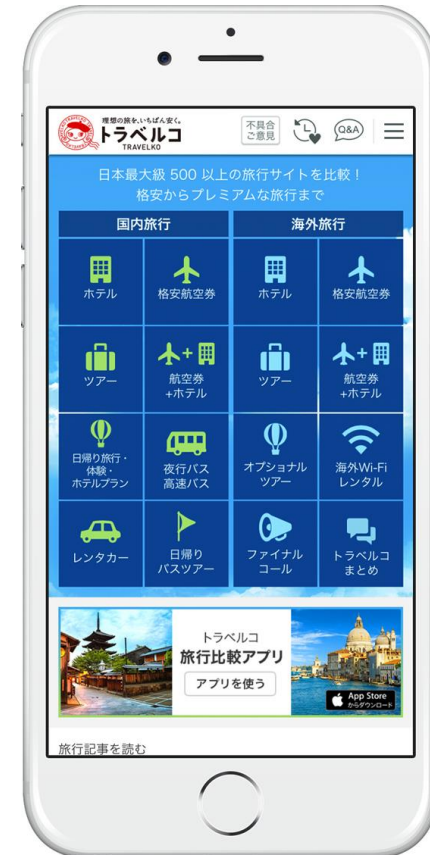 理想の旅を、いちばん安く。
トラベルコ
TRAVELKO
不具合
ご意見
Q&A
日本最大級 500 以上の旅行サイトを比較！
格安からプレミアムな旅行まで
国内旅行
海外旅行
ホテル
格安航空券
ホテル
格安航空券
ツアー
航空券
+ホテル
ツアー
航空券
+ホテル
日帰り旅行・
体験・
ホテルプラン
夜行バス
高速バス
オプショナル
ツアー
海外Wi-Fi
レンタル
レンタカー
日帰り
バスツアー
ファイナル
コール
トラベルコ
まとめ
トラベルコ
旅行比較アプリ
アプリを使う
App Store
からダウンロード
旅行記事を読む